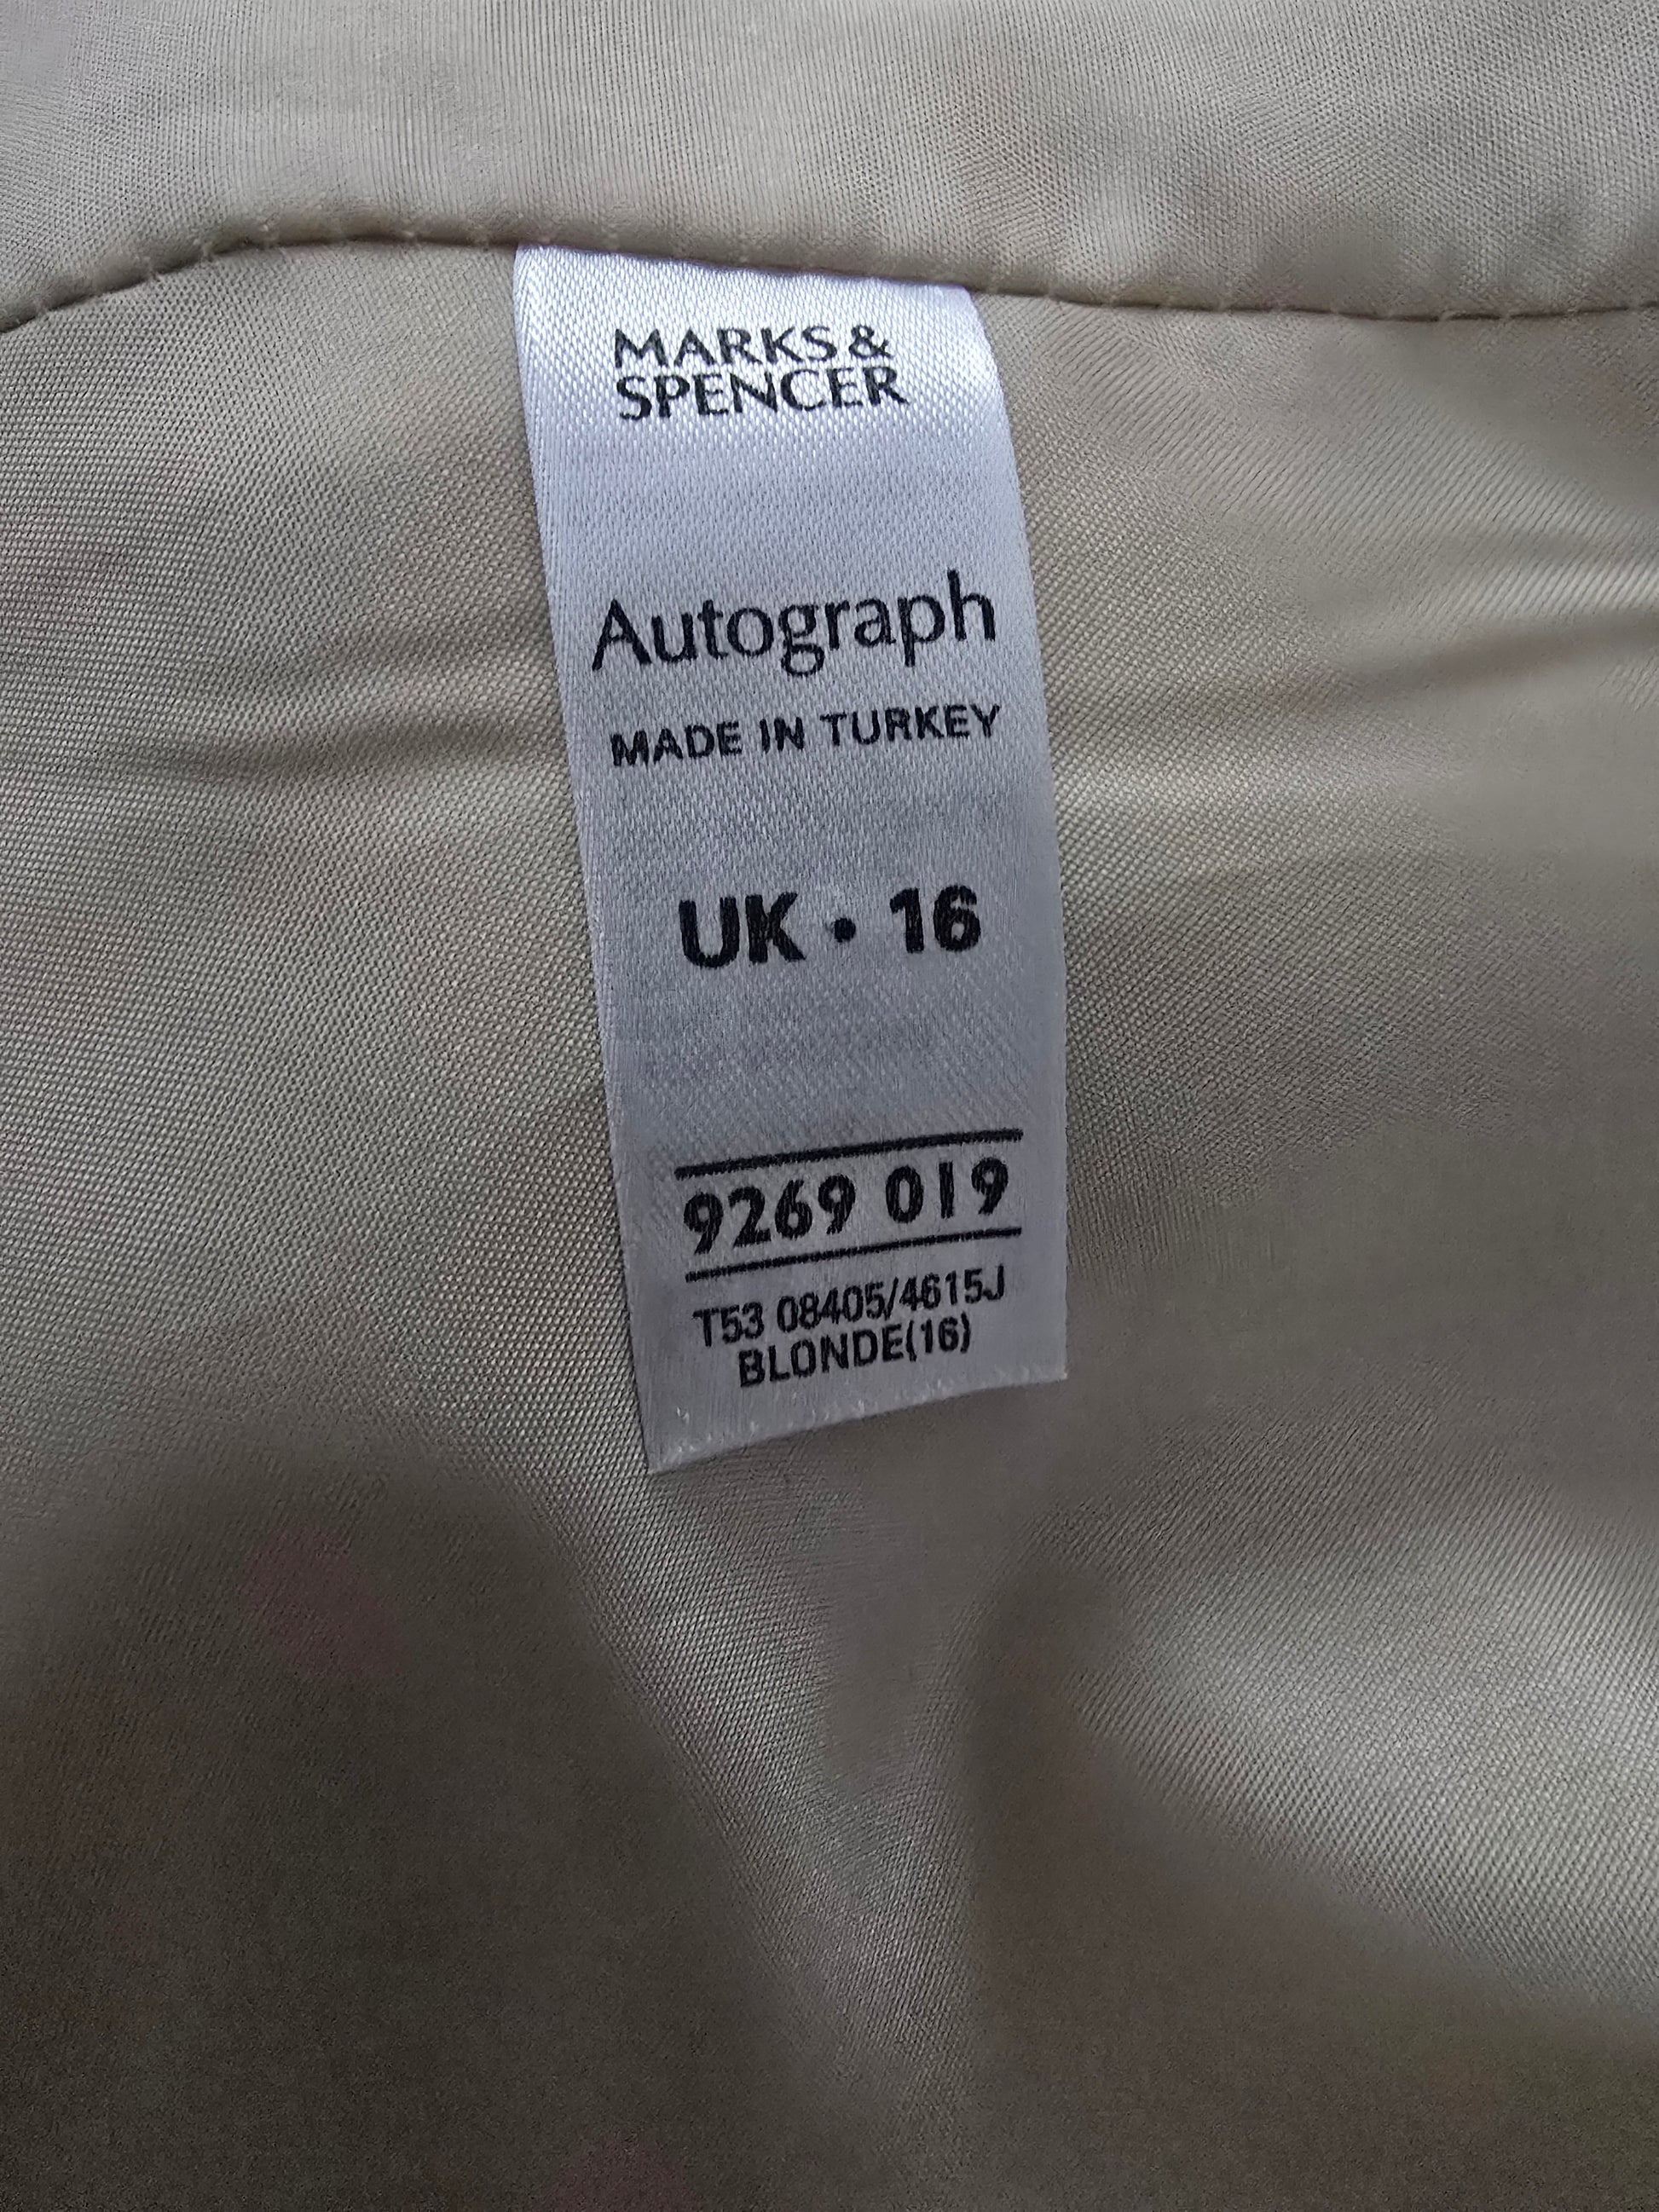 MARKS &
SPENCER
Autograph
MADE IN TURKEY
UK • 16
9269 019
T53 08405/4615J
BLONDE(16)